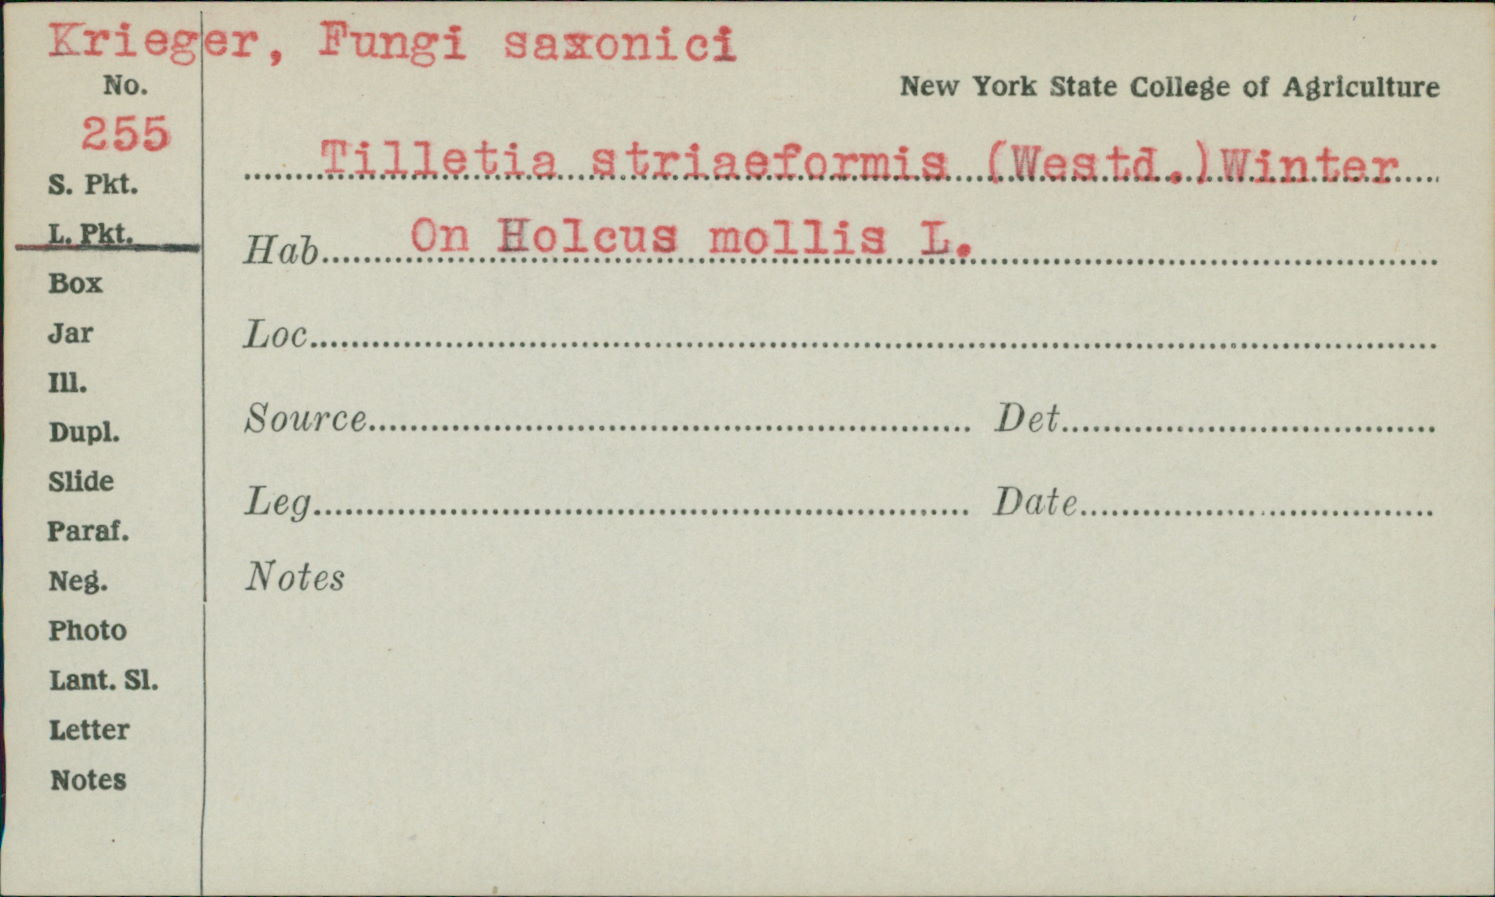 Krieger, Fungi saxonici
No.
New York State College of Agriculture
255
Tilletia striaeformis (Westd.)Winter
S. Pkt.
L. Pkt.
Hab. On Holcus mollis L.
Box
Jar
Loc.
Ill.
Dupl.
Source Det.
Slide
Leg. Date
Paraf.
Neg.
Notes
Photo
Lant. Sl.
Letter
Notes